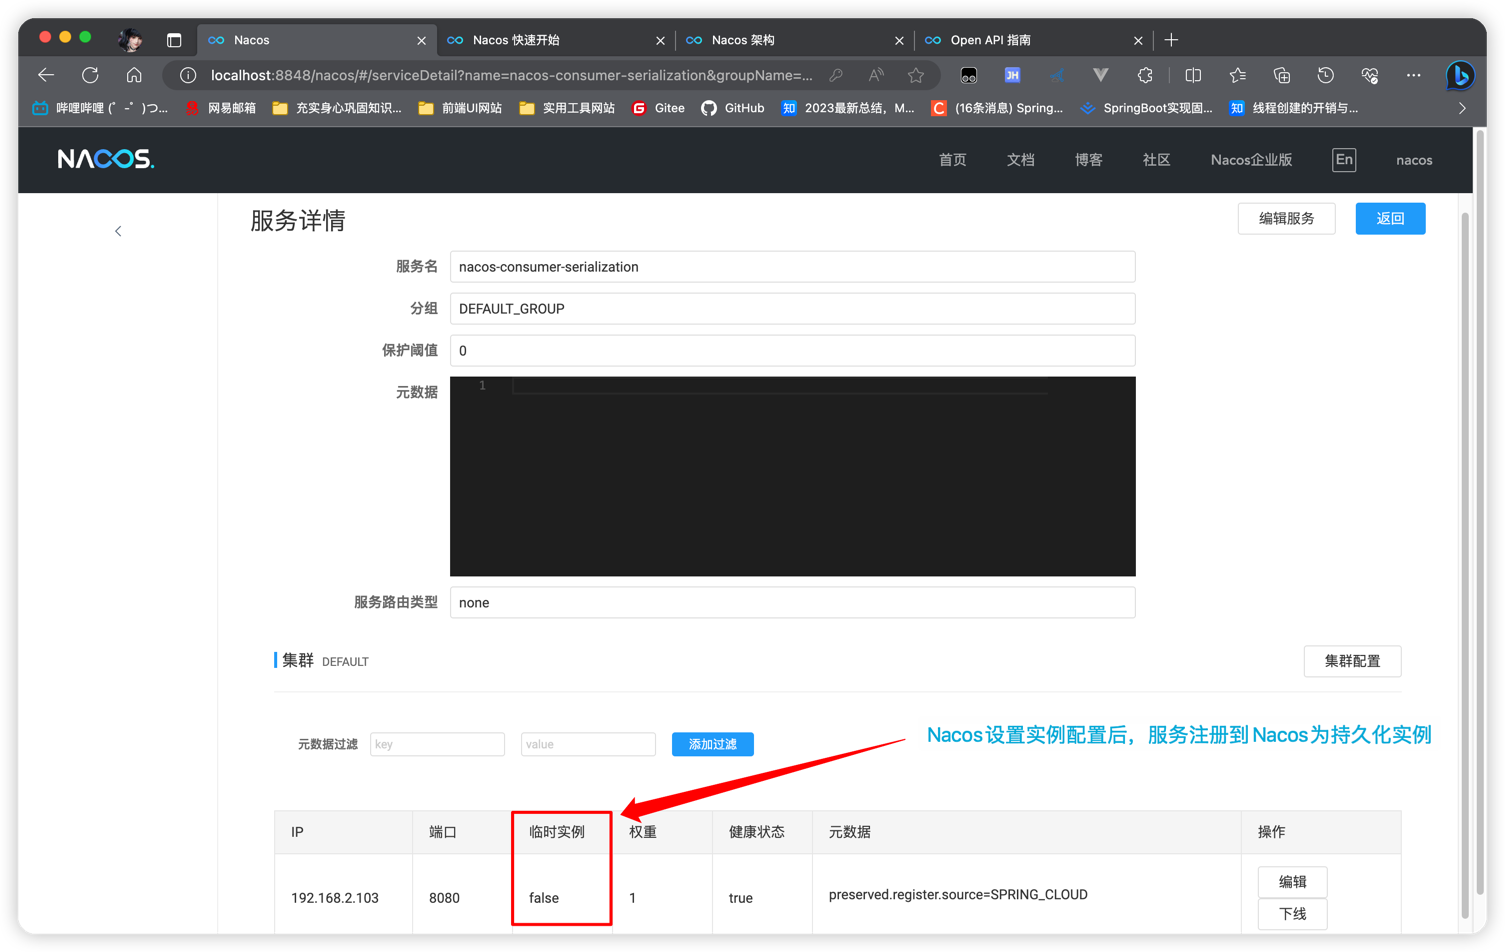 Nacos
Nacos 快速开始
Nacos 架构
Open API 指南
localhost:8848/nacos/#/serviceDetail?name=nacos-consumer-serialization&groupName=...
JH
哔哩哔哩 (゜-゜)つ...
网易邮箱
充实身心巩固知识...
前端UI网站
实用工具网站
Gitee
GitHub
知 2023最新总结，M...
C (16条消息) Spring...
SpringBoot实现固...
知 线程创建的开销与...
NACOS.
首页
文档
博客
社区
Nacos企业版
En
nacos
服务详情
编辑服务
返回
服务名 nacos-consumer-serialization
分组 DEFAULT_GROUP
保护阈值 0
元数据 1
服务路由类型 none
集群 DEFAULT
集群配置
Nacos设置实例配置后，服务注册到Nacos为持久化实例
元数据过滤 key value 添加过滤
IP 端口 临时实例 权重 健康状态 元数据 操作
192.168.2.103 8080 false 1 true preserved.register.source=SPRING_CLOUD 编辑
下线